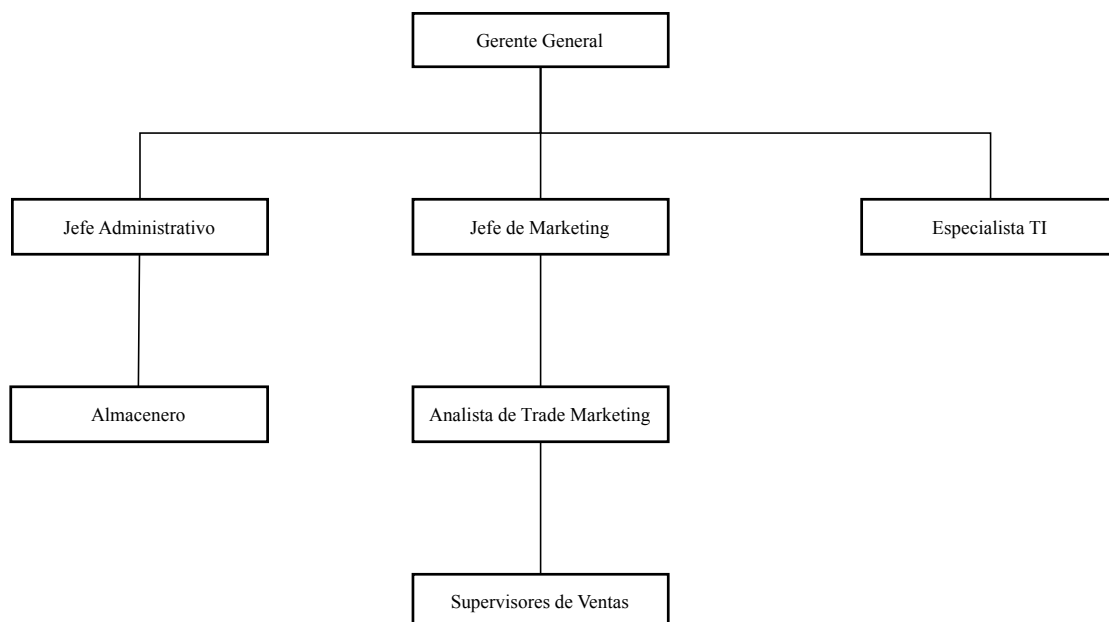 Gerente General
Jefe Administrativo
Jefe de Marketing
Especialista TI
Almacenero
Analista de Trade Marketing
Supervisores de Ventas